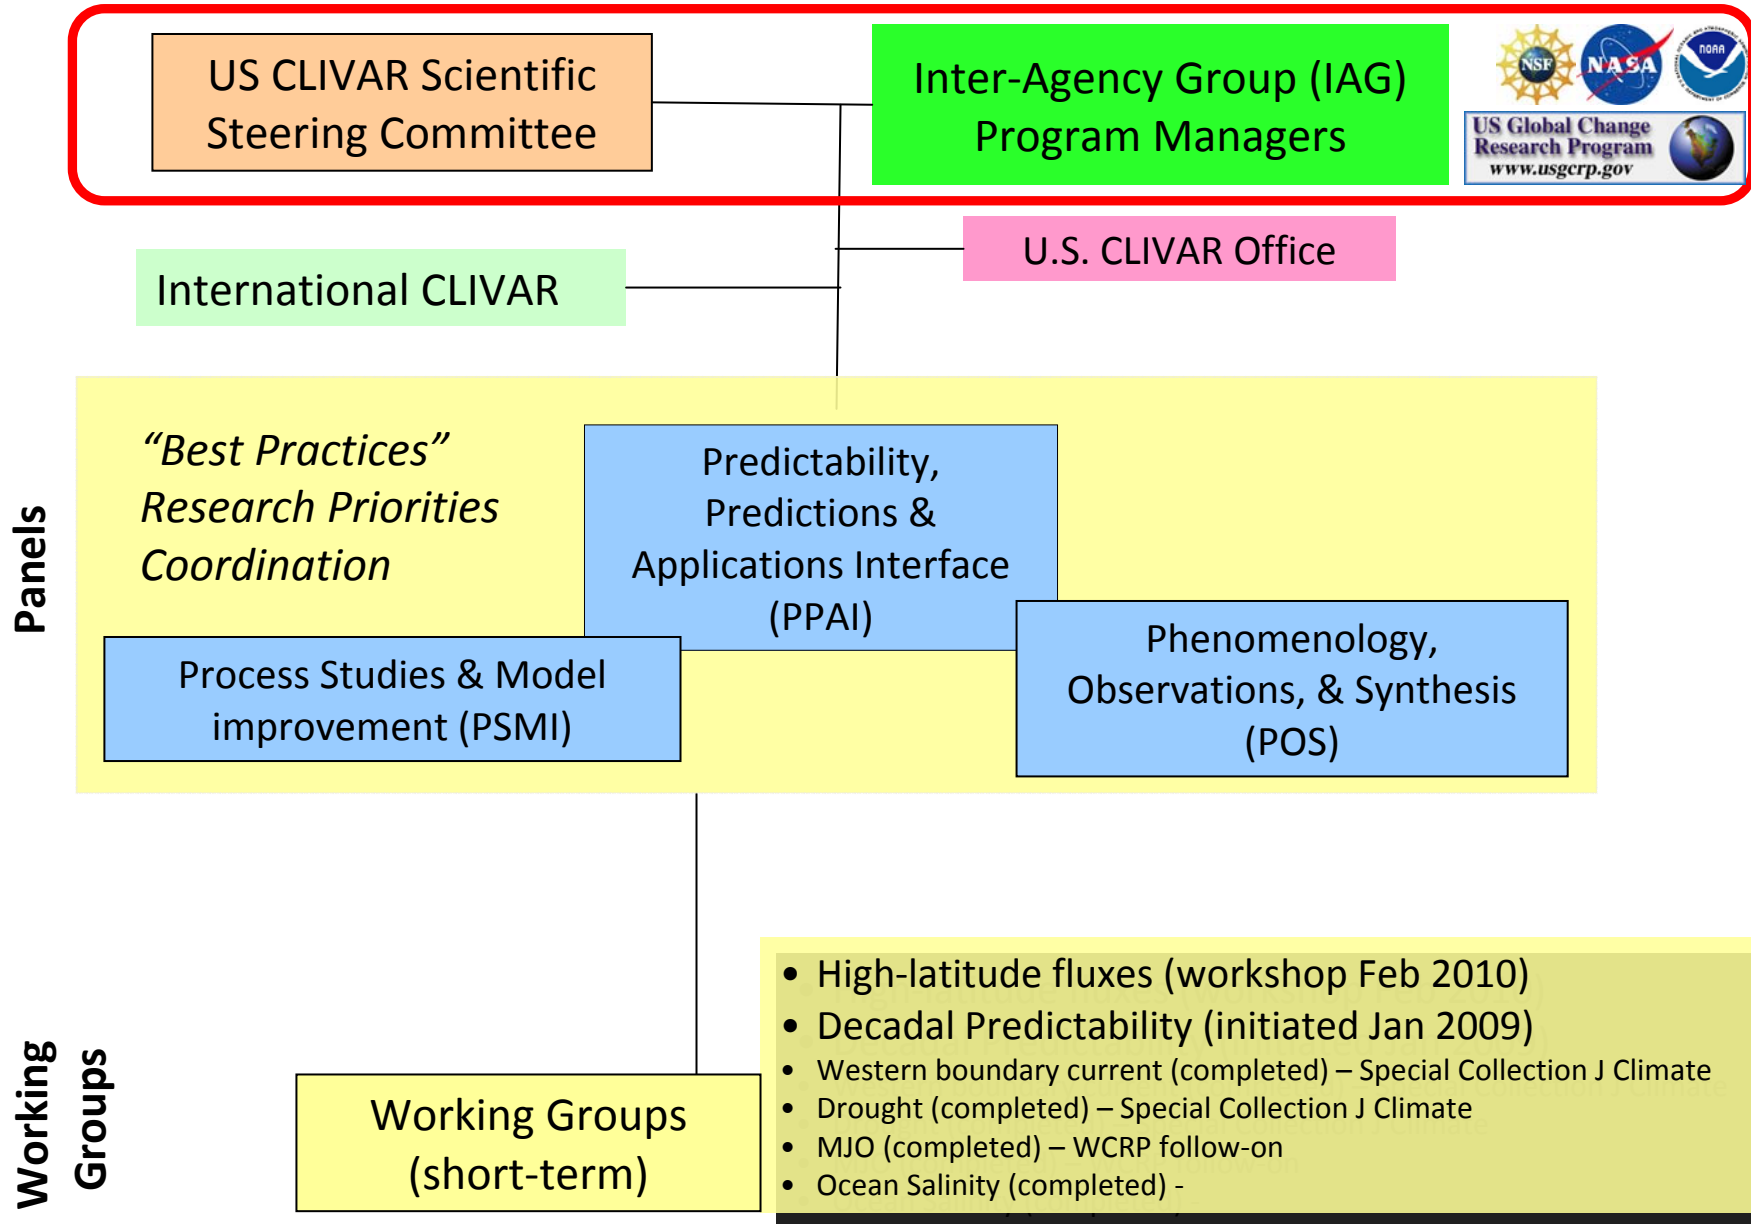 US CLIVAR Scientific
Steering Committee
Inter-Agency Group (IAG)
Program Managers
NSF
NASA
NOAA
US Global Change
Research Program
www.usgcrp.gov
U.S. CLIVAR Office
International CLIVAR
Panels
“Best Practices”
Research Priorities
Coordination
Predictability,
Predictions &
Applications Interface
(PPAI)
Process Studies & Model
improvement (PSMI)
Phenomenology,
Observations, & Synthesis
(POS)
Working
Groups
Working Groups
(short-term)
• High-latitude fluxes (workshop Feb 2010)
• Decadal Predictability (initiated Jan 2009)
• Western boundary current (completed) – Special Collection J Climate
• Drought (completed) – Special Collection J Climate
• MJO (completed) – WCRP follow-on
• Ocean Salinity (completed) -